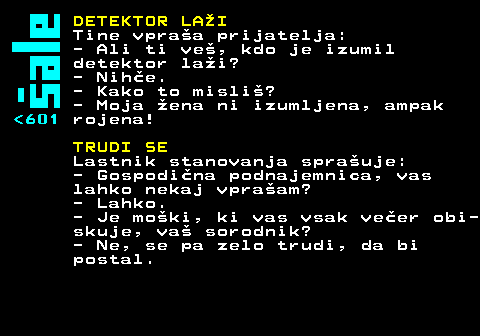 Šale
<601
DETEKTOR LAŽI
Tine vpraša prijatelja:
- Ali ti veš, kdo je izumil
detektor laži?
- Nihče.
- Kako to misliš?
- Moja žena ni izumljena, ampak
rojena!
TRUDI SE
Lastnik stanovanja sprašuje:
- Gospodična podnajemnica, vas
lahko nekaj vprašam?
- Lahko.
- Je moški, ki vas vsak večer obi-
skuje, vaš sorodnik?
- Ne, se pa zelo trudi, da bi
postal.